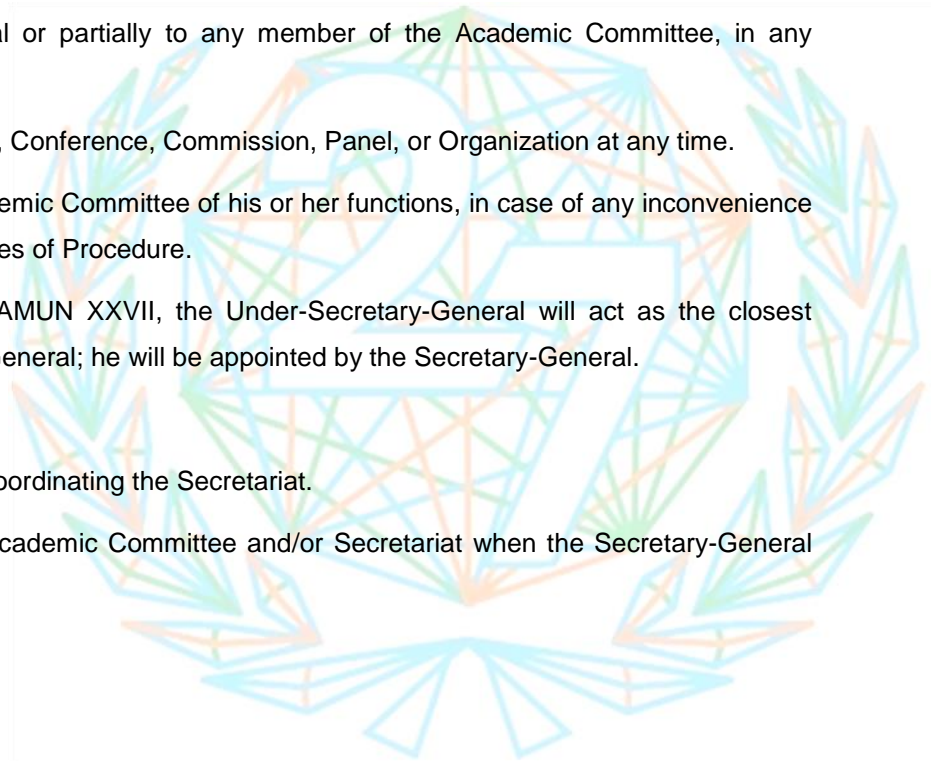 al or partially to any member of the Academic Committee, in any
, Conference, Commission, Panel, or Organization at any time.
emic Committee of his or her functions, in case of any inconvenience
es of Procedure.
AMUN XXVII, the Under-Secretary-General will act as the closest
General; he will be appointed by the Secretary-General.
oordinating the Secretariat.
cademic Committee and/or Secretariat when the Secretary-General
27